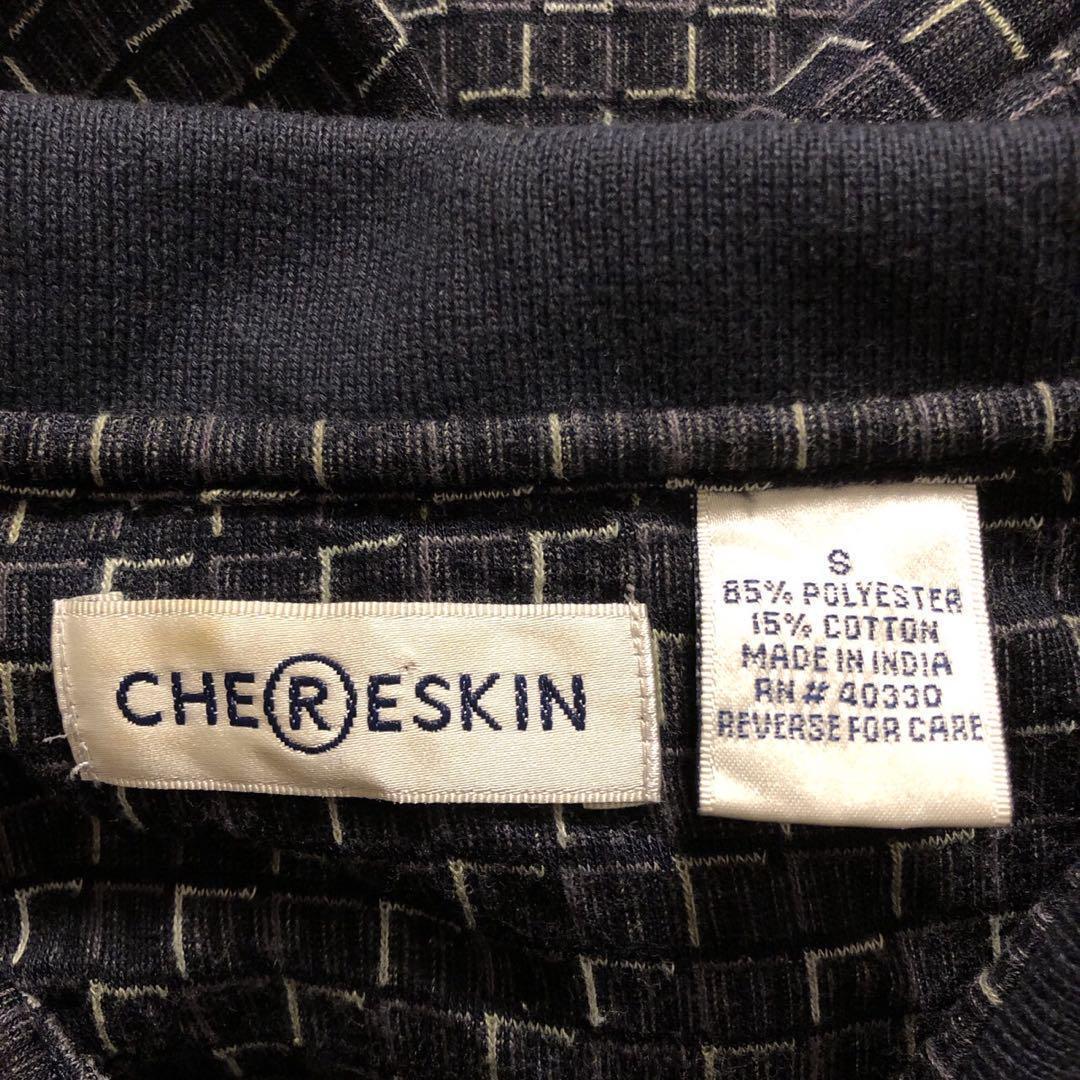 CHERESKIN
S
85% POLYESTER
15% COTTON
MADE IN INDIA
RN# 40330
REVERSE FOR CARE